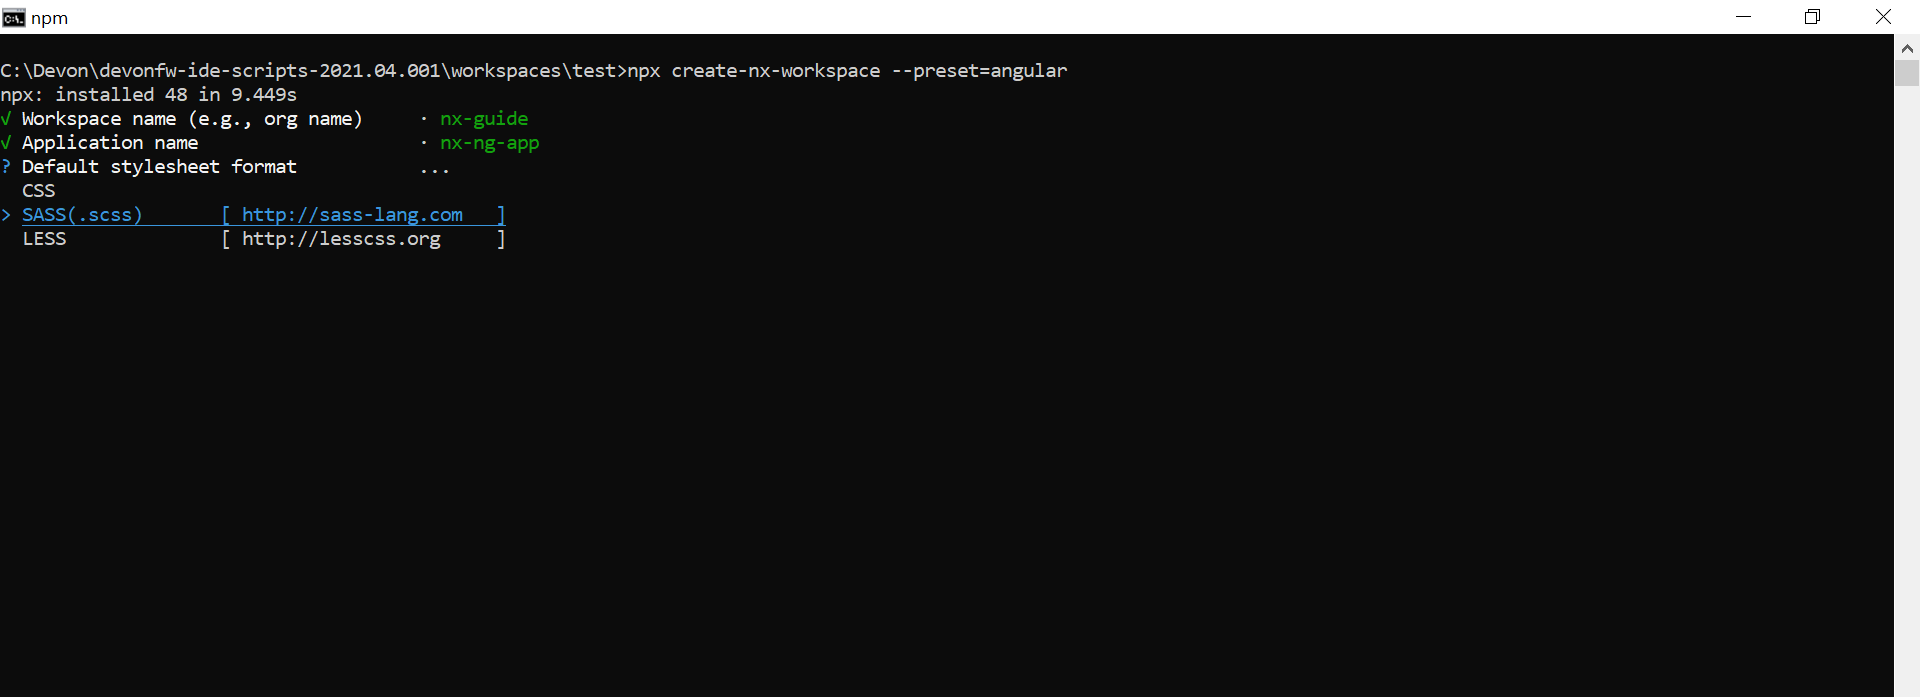 npm
C:\Devon\devonfw-ide-scripts-2021.04.001\workspaces\test>npx create-nx-workspace --preset=angular
npx: installed 48 in 9.449s
√ Workspace name (e.g., org name)     · nx-guide
√ Application name                    · nx-ng-app
? Default stylesheet format           ...
  CSS
> SASS(.scss)       [ http://sass-lang.com   ]
  LESS              [ http://lesscss.org     ]